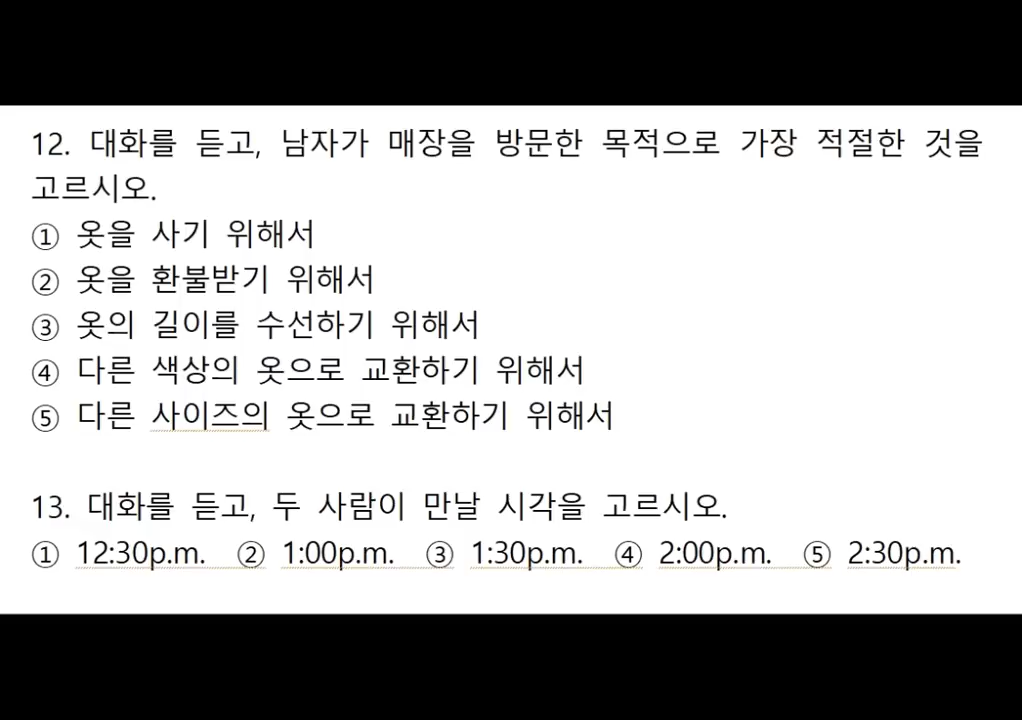 12. 대화를 듣고, 남자가 매장을 방문한 목적으로 가장 적절한 것을
고르시오.
① 옷을 사기 위해서
② 옷을 환불받기 위해서
③ 옷의 길이를 수선하기 위해서
④ 다른 색상의 옷으로 교환하기 위해서
⑤ 다른 사이즈의 옷으로 교환하기 위해서
13. 대화를 듣고, 두 사람이 만날 시각을 고르시오.
① 12:30p.m. ② 1:00p.m. ③ 1:30p.m. ④ 2:00p.m. ⑤ 2:30p.m.